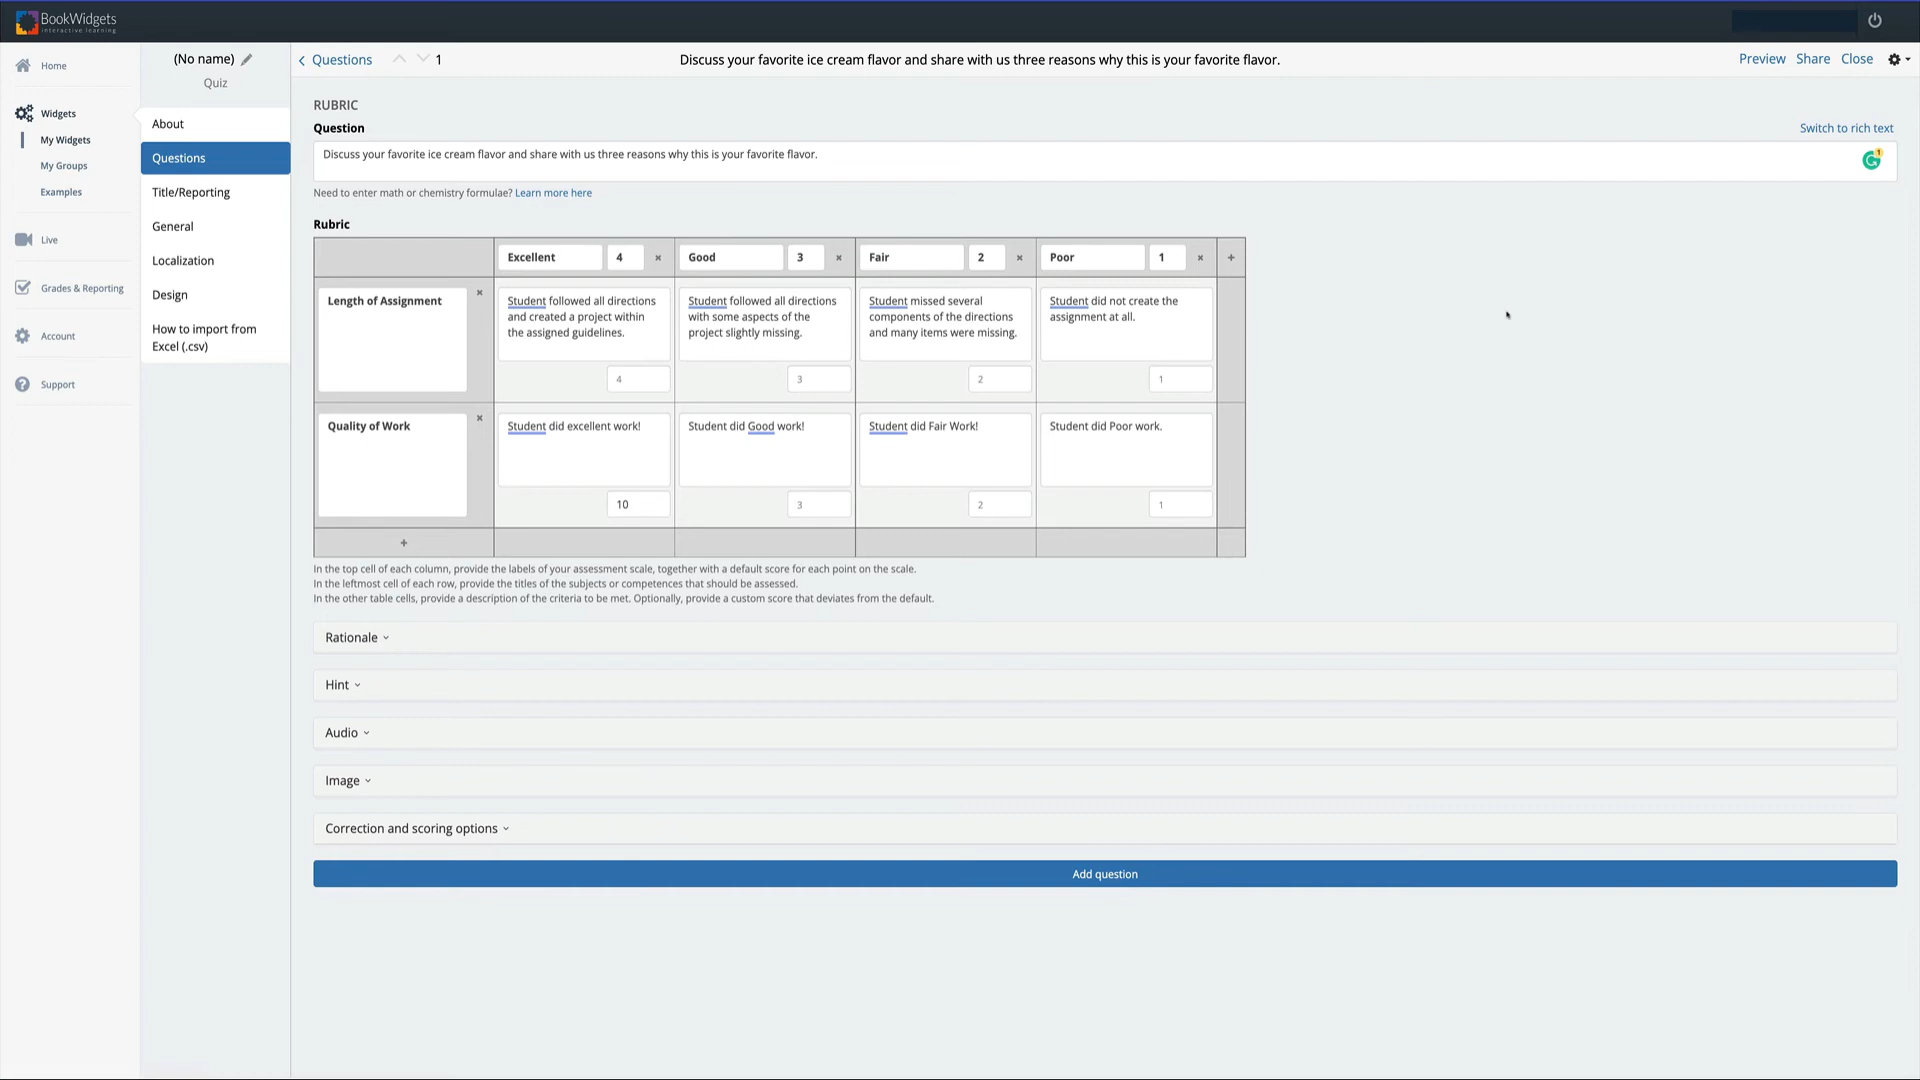 BookWidgets
interactive learning
Home
Widgets
My Widgets
My Groups
Examples
Live
Grades & Reporting
Account
Support
(No name)
Quiz
About
Questions
Title/Reporting
General
Localization
Design
How to import from
Excel (.csv)
Questions 1 Discuss your favorite ice cream flavor and share with us three reasons why this is your favorite flavor. Preview Share Close
RUBRIC
Question Switch to rich text
Discuss your favorite ice cream flavor and share with us three reasons why this is your favorite flavor.
1
Need to enter math or chemistry formulae? Learn more here
Rubric
Excellent 4 × Good 3 × Fair 2 × Poor 1 × +
Length of Assignment ×
Student followed all directions
and created a project within
the assigned guidelines.
4
Student followed all directions
with some aspects of the
project slightly missing.
3
Student missed several
components of the directions
and many items were missing.
2
Student did not create the
assignment at all.
1
Quality of Work ×
Student did excellent work!
10
Student did Good work!
3
Student did Fair Work!
2
Student did Poor work.
1
+
In the top cell of each column, provide the labels of your assessment scale, together with a default score for each point on the scale.
In the leftmost cell of each row, provide the titles of the subjects or competences that should be assessed.
In the other table cells, provide a description of the criteria to be met. Optionally, provide a custom score that deviates from the default.
Rationale
Hint
Audio
Image
Correction and scoring options
Add question